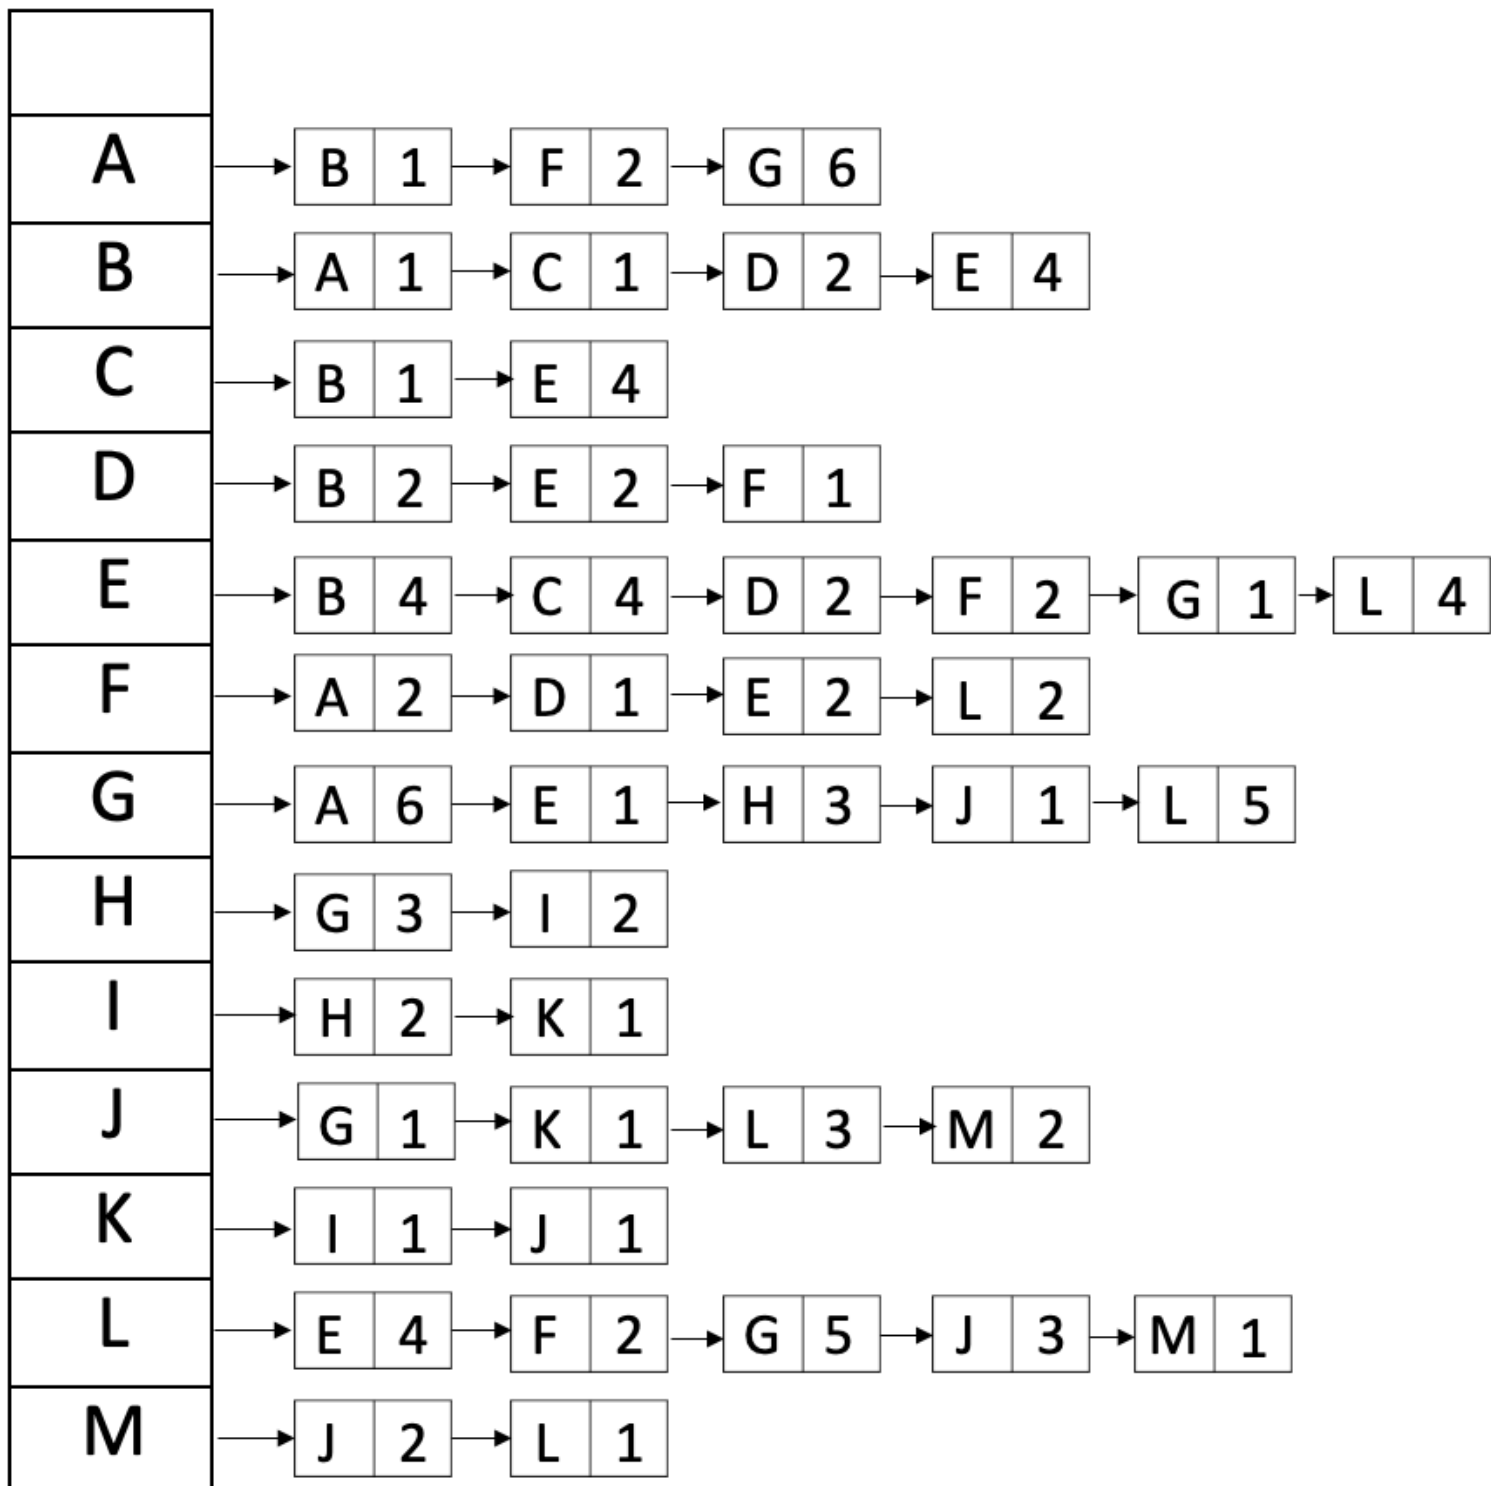 A B 1 F 2 G 6
B A 1 C 1 D 2 E 4
C B 1 E 4
D B 2 E 2 F 1
E B 4 C 4 D 2 F 2 G 1 L 4
F A 2 D 1 E 2 L 2
G A 6 E 1 H 3 J 1 L 5
H G 3 I 2
I H 2 K 1
J G 1 K 1 L 3 M 2
K I 1 J 1
L E 4 F 2 G 5 J 3 M 1
M J 2 L 1